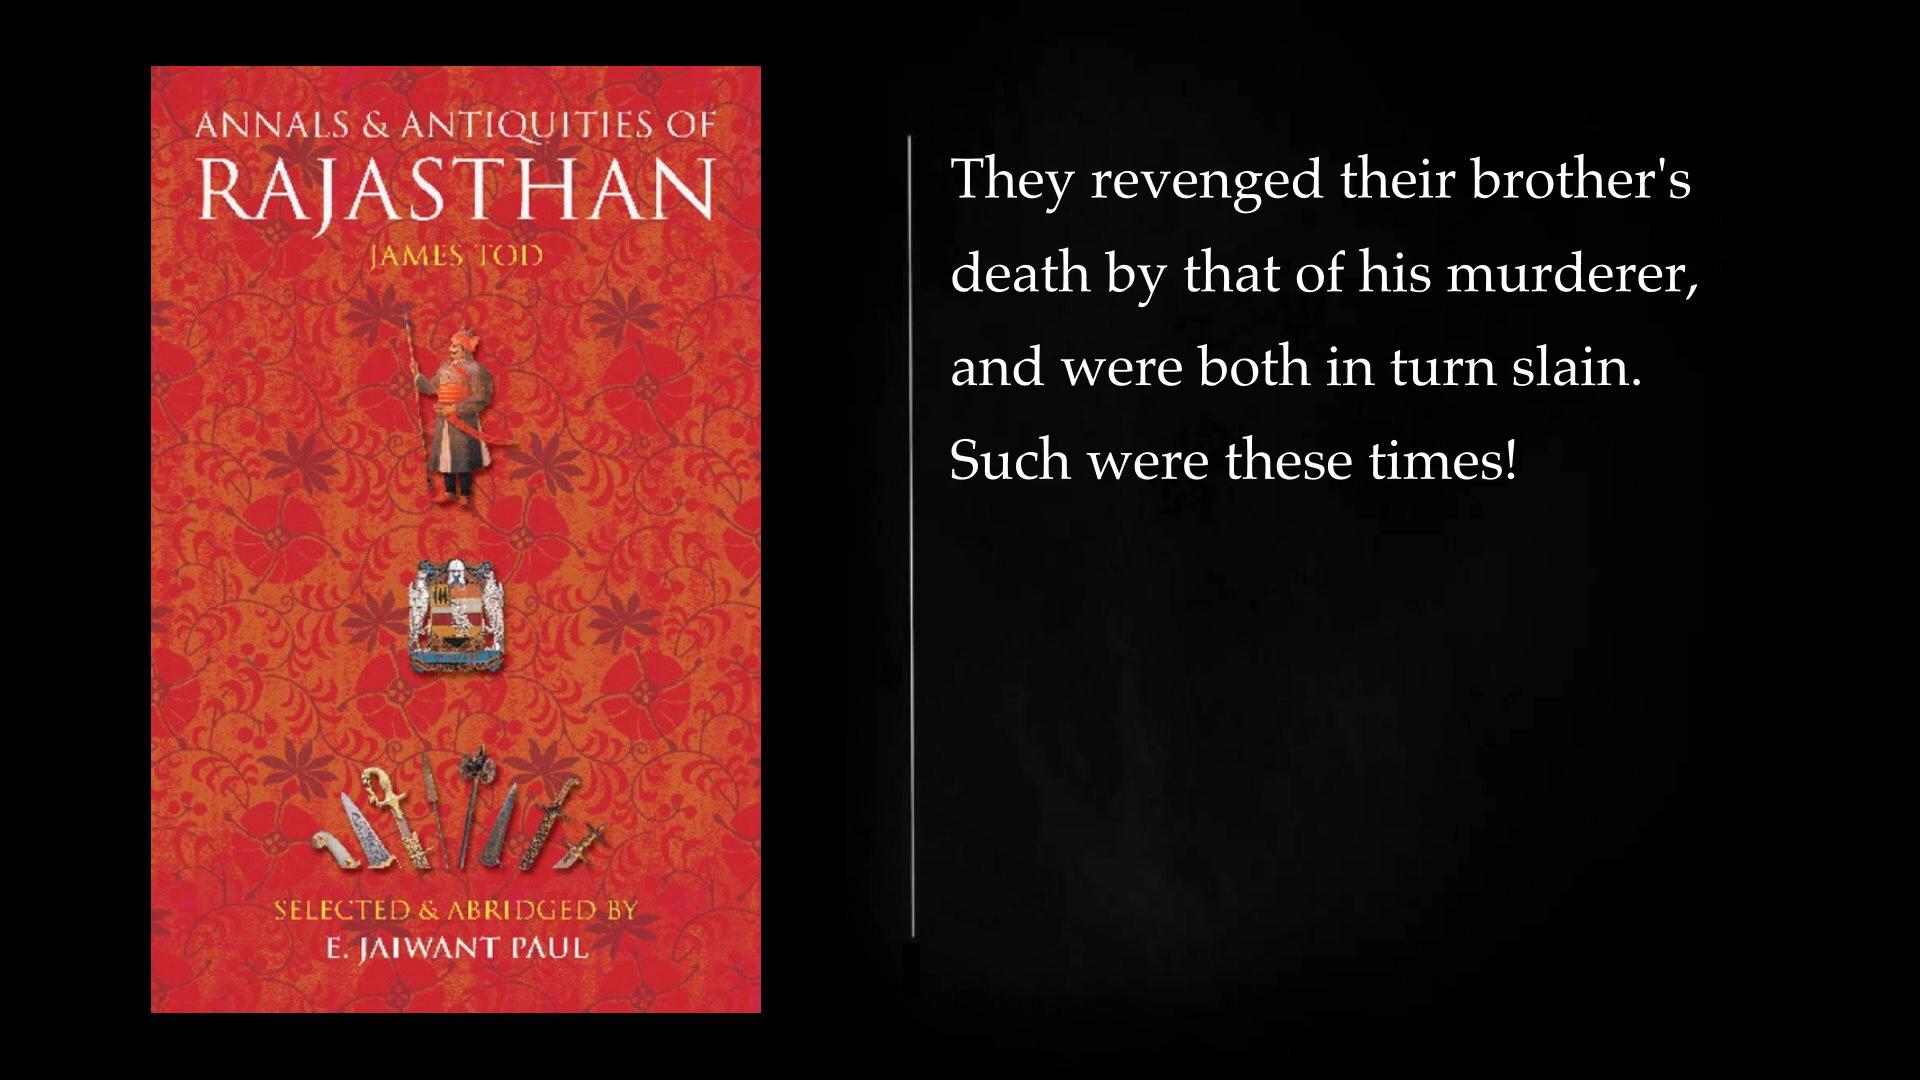 ANNALS & ANTIQUITIES OF
RAJASTHAN
JAMES TOD
SELECTED & ABRIDGED BY
E. JAIWANT PAUL
They revenged their brother's
death by that of his murderer,
and were both in turn slain.
Such were these times!